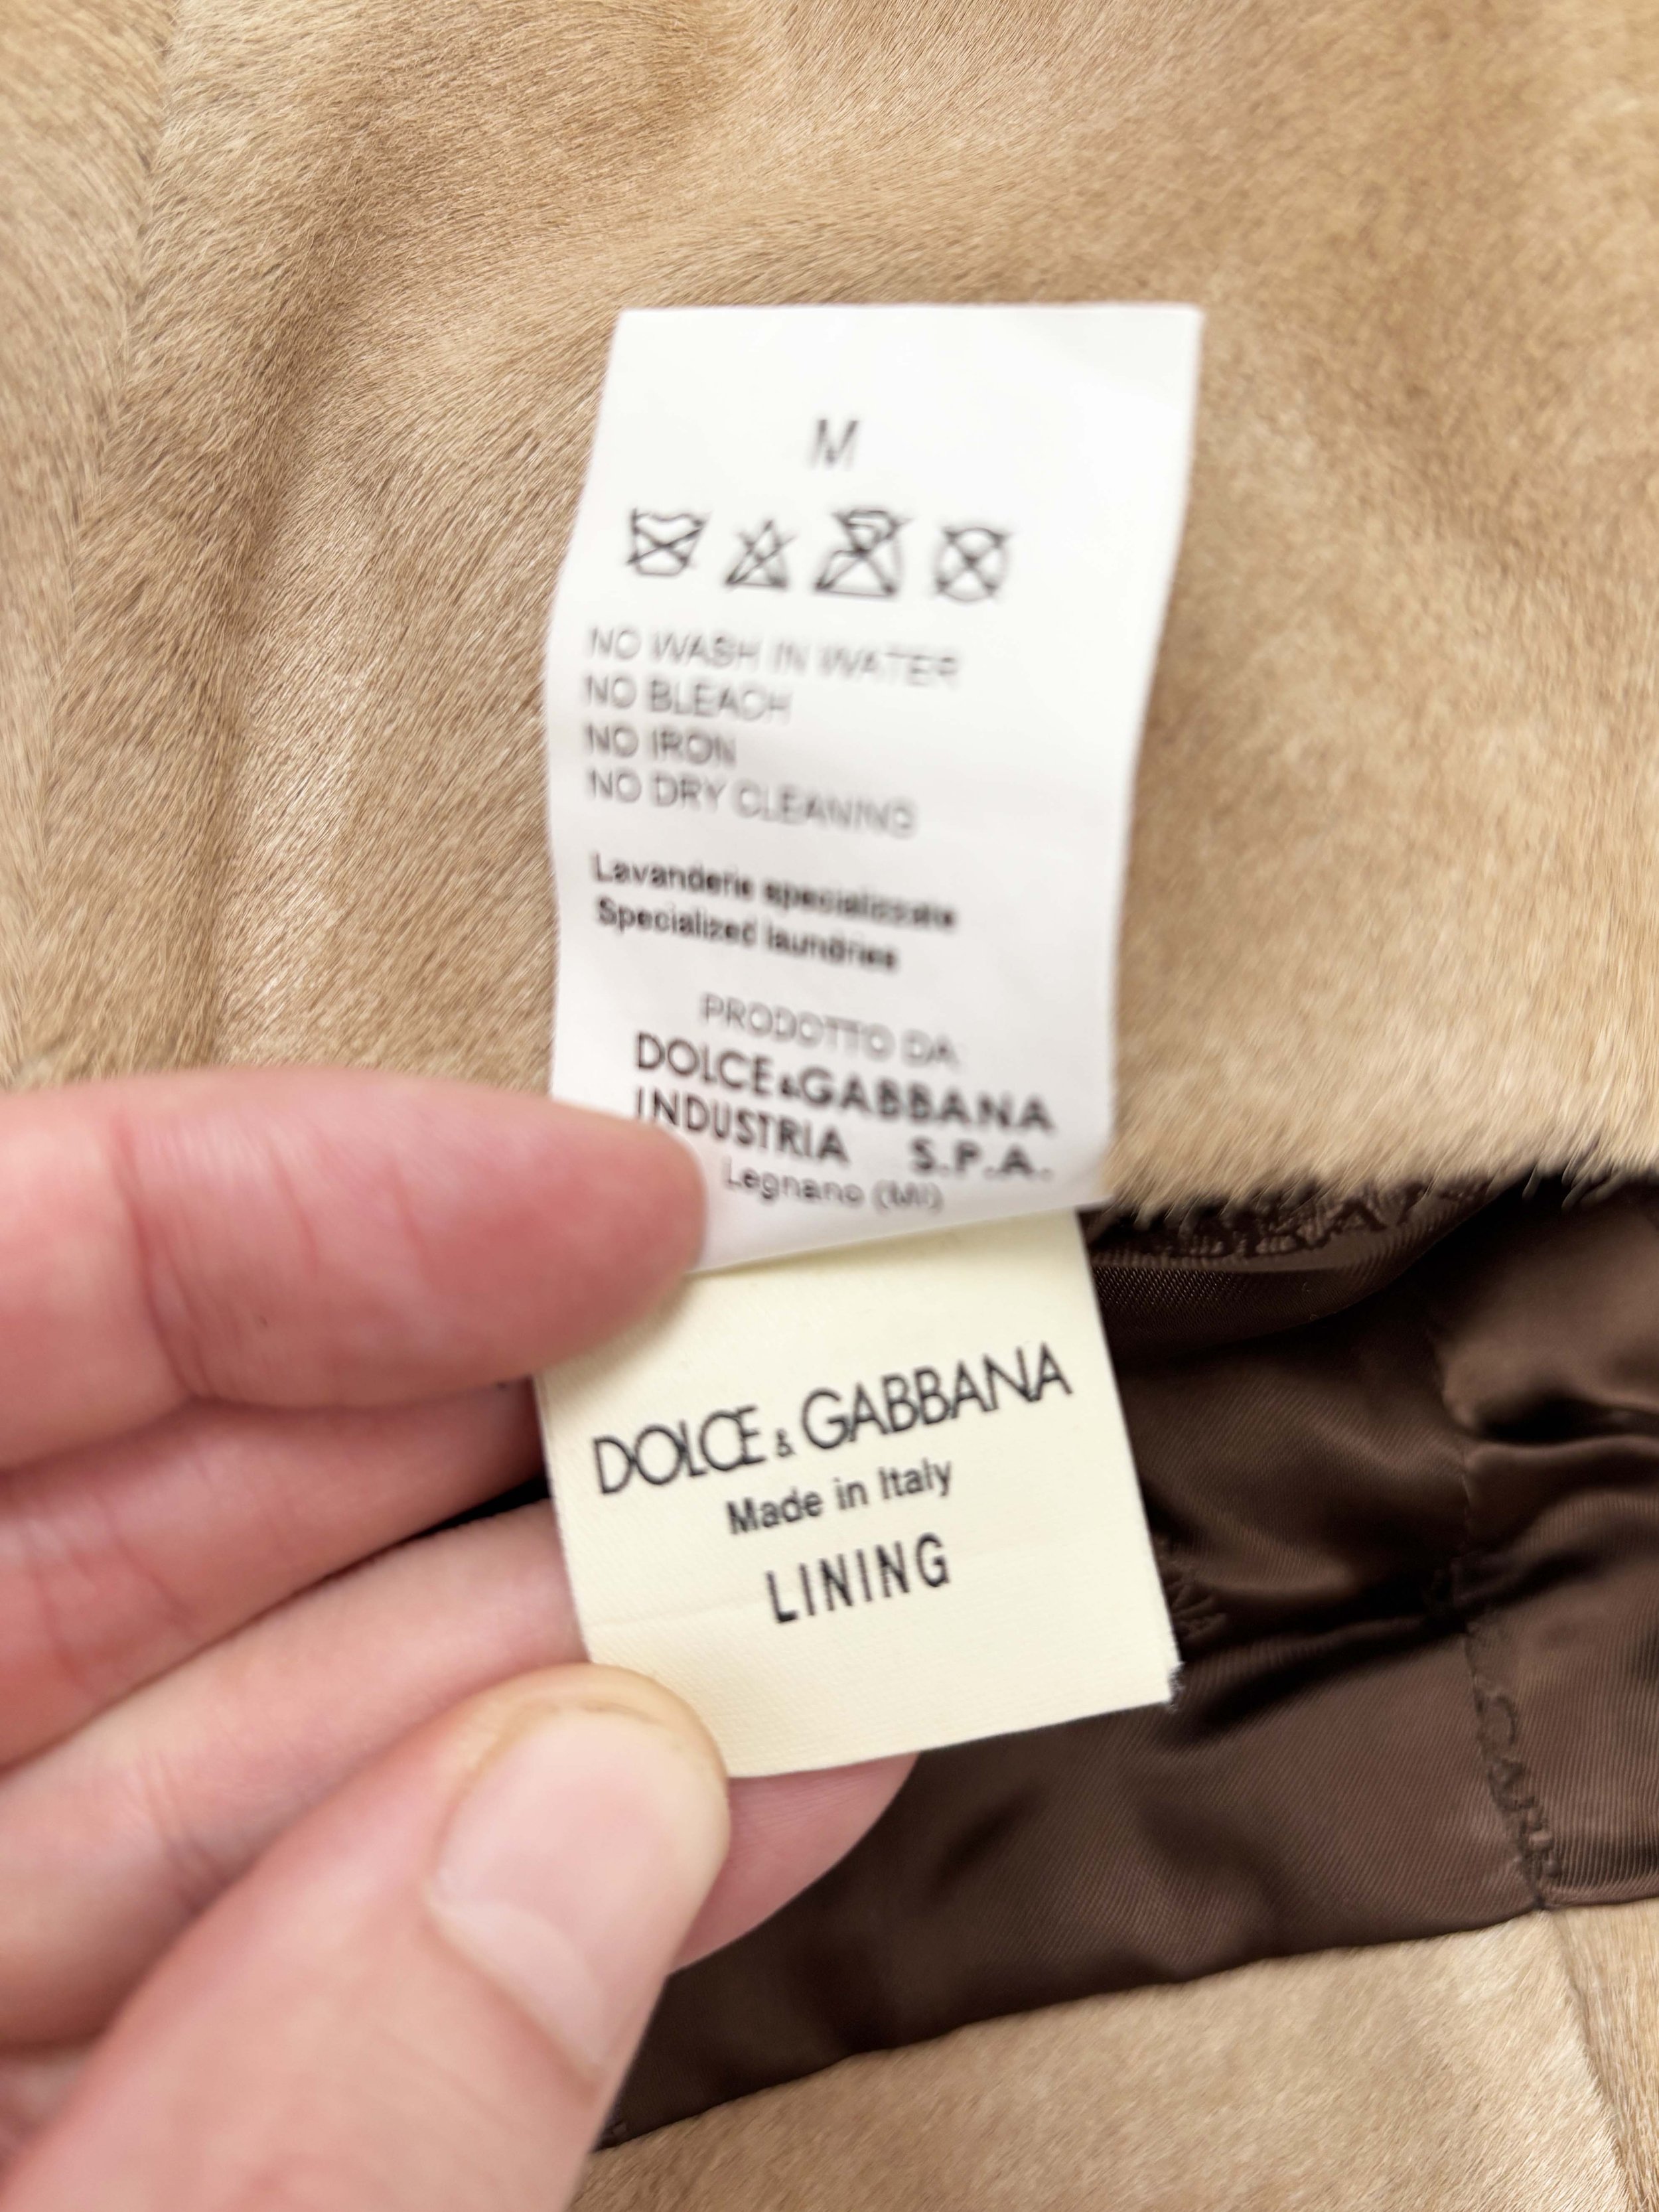 M
NO WASH IN WATER
NO BLEACH
NO IRON
NO DRY CLEANING
Lavanderie specializzate
Specialized laundries
PRODOTTO DA:
DOLCE&GABBANA
INDUSTRIA S.P.A.
Legnano (MI)
DOLCE & GABBANA
Made in Italy
LINING